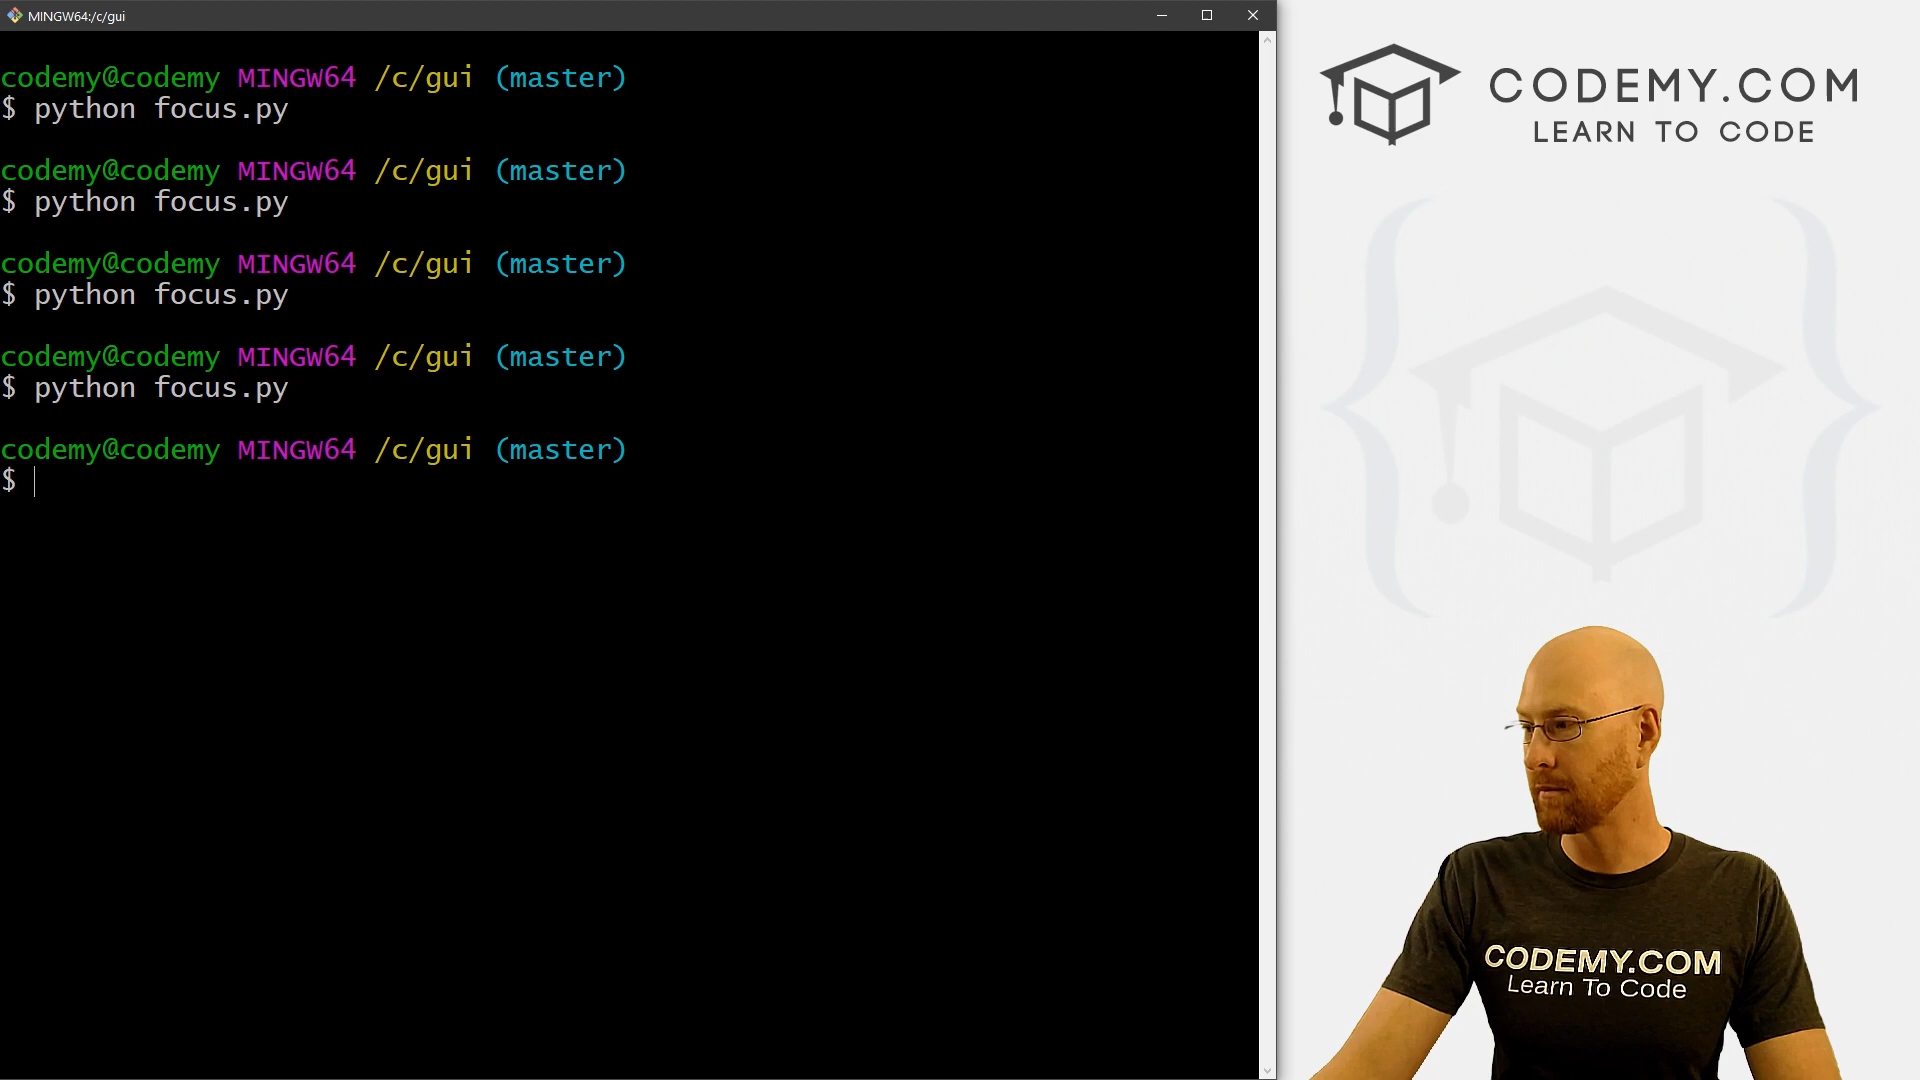 MINGW64:/c/gui
codemy@codemy MINGW64 /c/gui (master)
$ python focus.py
codemy@codemy MINGW64 /c/gui (master)
$ python focus.py
codemy@codemy MINGW64 /c/gui (master)
$ python focus.py
codemy@codemy MINGW64 /c/gui (master)
$ python focus.py
codemy@codemy MINGW64 /c/gui (master)
$
CODEMY.COM
LEARN TO CODE
CODEMY.COM
Learn To Code